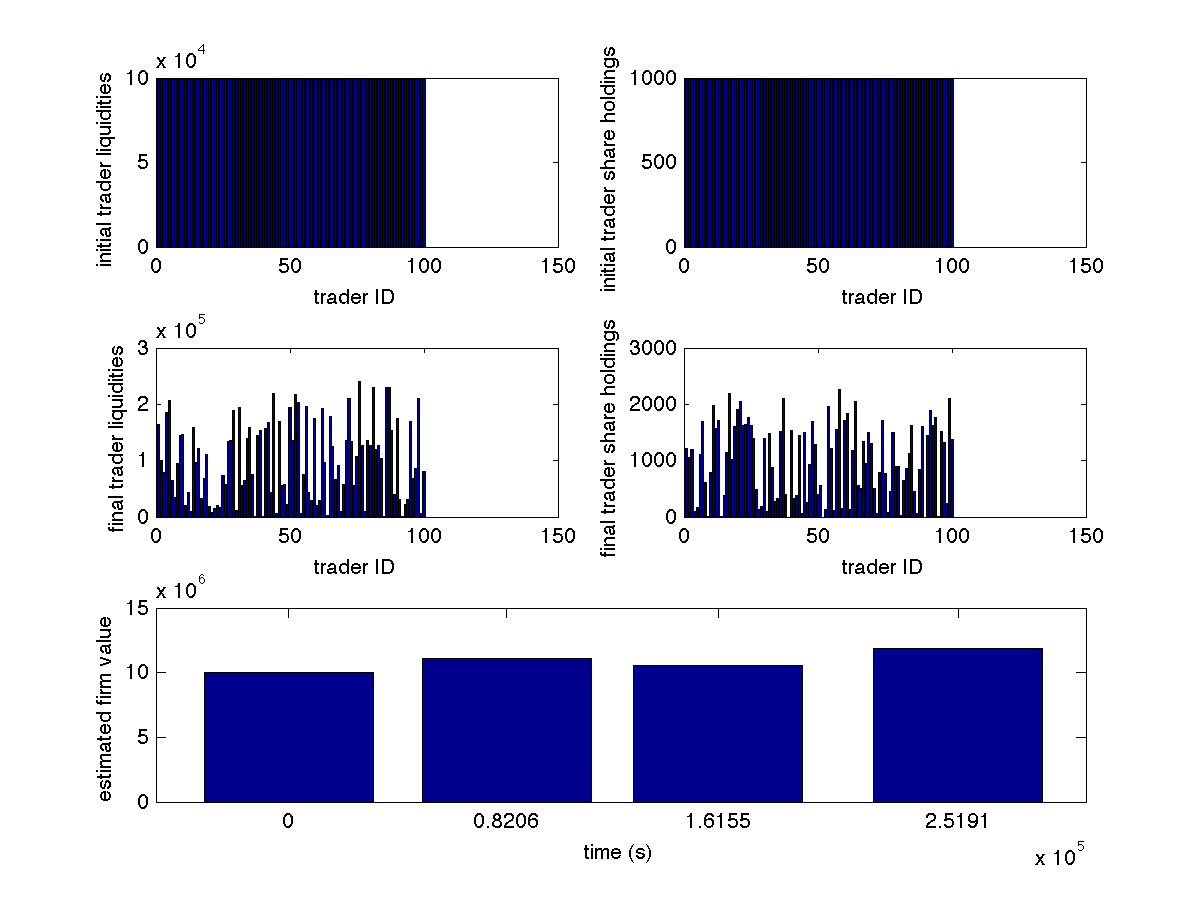 x 10^4
10
5
0
initial trader liquidities
0 50 100 150
trader ID
1000
500
0
initial trader share holdings
0 50 100 150
trader ID
x 10^5
3
2
1
0
final trader liquidities
0 50 100 150
trader ID
3000
2000
1000
0
final trader share holdings
0 50 100 150
trader ID
x 10^6
15
10
5
0
estimated firm value
0 0.8206 1.6155 2.5191
time (s)
x 10^5